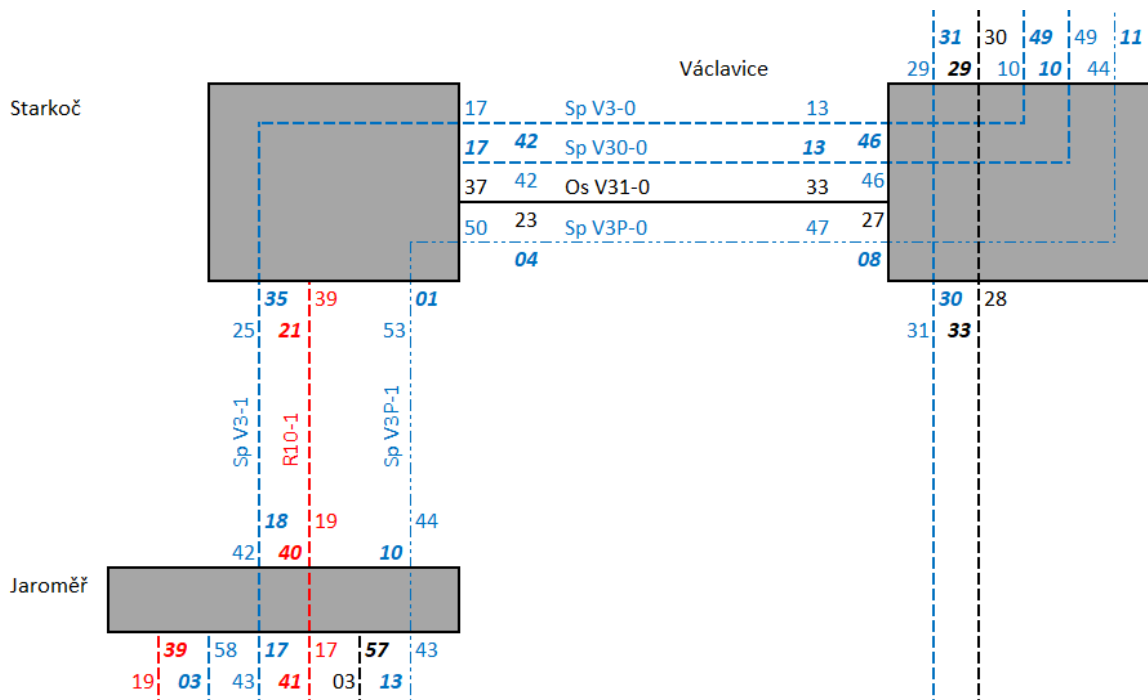 31 30 49 49 11
Václavice 29 29 10 10 44
Starkoč 17 Sp V3-0 13
17 42 Sp V30-0 13 46
37 42 Os V31-0 33 46
50 23 Sp V3P-0 47 27
04 08
35 39 01 30 28
25 21 53 31 33
Sp V3-1
R10-1
Sp V3P-1
18 19 44
42 40 10
Jaroměř
39 58 17 17 57 43
19 03 43 41 03 13